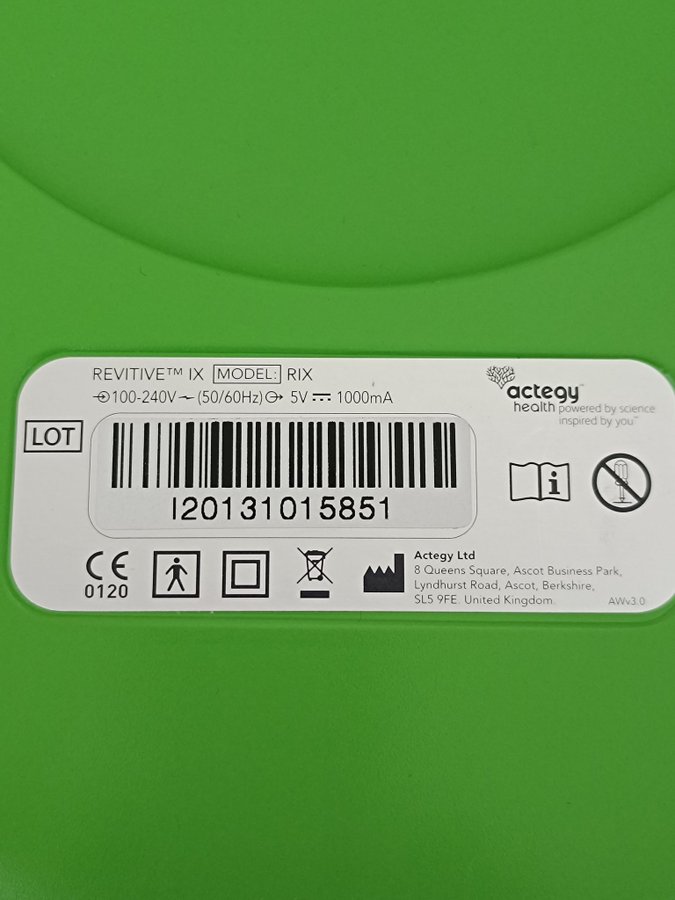 REVITIVE™ IX MODEL: RIX
100-240V ~ (50/60Hz) 5V ⎓ 1000mA
actegy™
health powered by science
inspired by you™
LOT
I20131015851
i
CE
0120
Actegy Ltd
8 Queens Square, Ascot Business Park,
Lyndhurst Road, Ascot, Berkshire,
SL5 9FE. United Kingdom.
AWv3.0